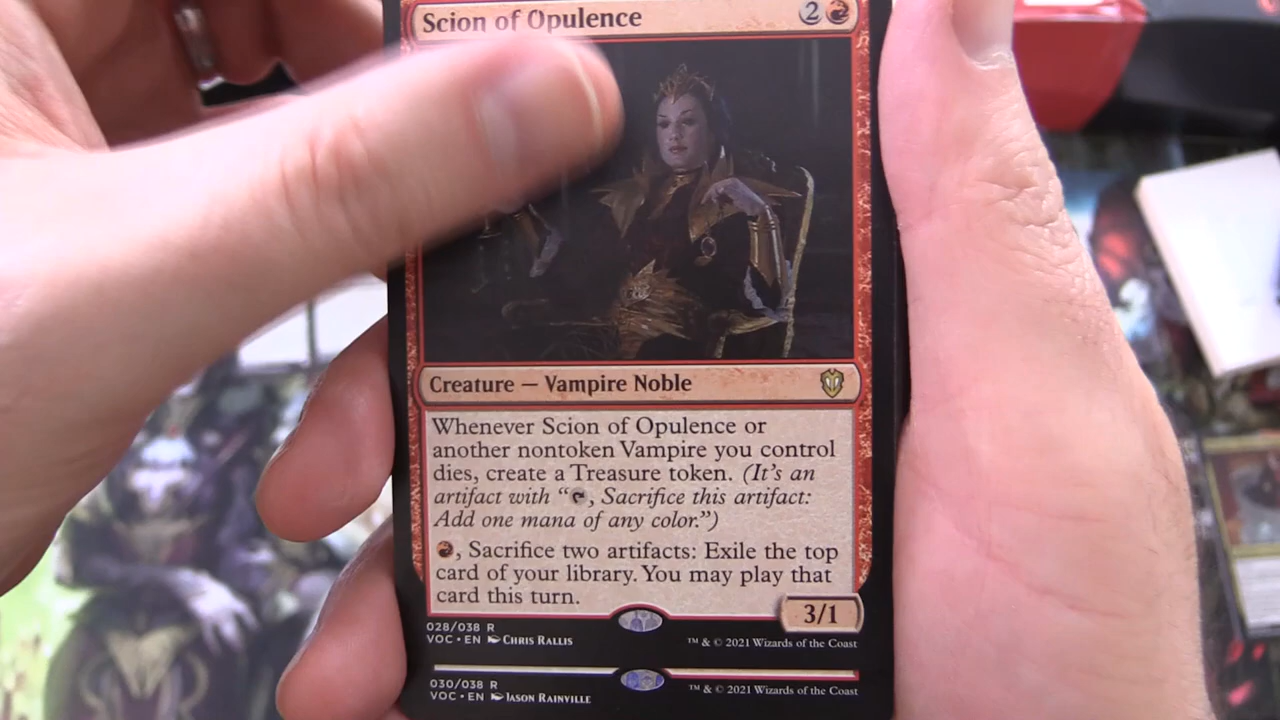 Scion of Opulence 2
Creature — Vampire Noble
Whenever Scion of Opulence or
another nontoken Vampire you control
dies, create a Treasure token. (It's an
artifact with “, Sacrifice this artifact:
Add one mana of any color.”)
, Sacrifice two artifacts: Exile the top
card of your library. You may play that
card this turn.
3/1
028/038 R
VOC • EN Chris Rallis ™ & © 2021 Wizards of the Coast
030/038 R
VOC • EN Jason Rainville ™ & © 2021 Wizards of the Coast